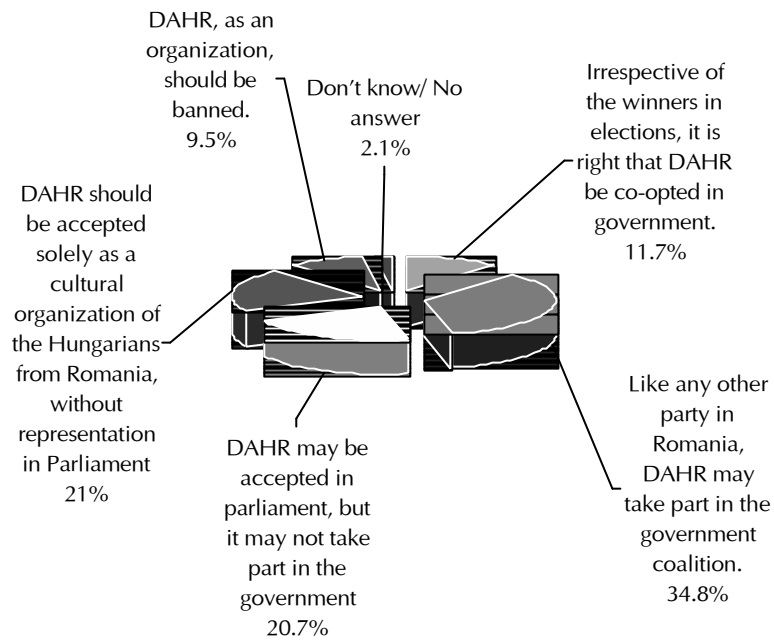 DAHR, as an
organization,
should be
banned.
9.5%
Don't know/ No
answer
2.1%
Irrespective of
the winners in
elections, it is
right that DAHR
be co-opted in
government.
11.7%
DAHR should
be accepted
solely as a
cultural
organization of
the Hungarians
from Romania,
without
representation
in Parliament
21%
DAHR may be
accepted in
parliament, but
it may not take
part in the
government
20.7%
Like any other
party in
Romania,
DAHR may
take part in the
government
coalition.
34.8%